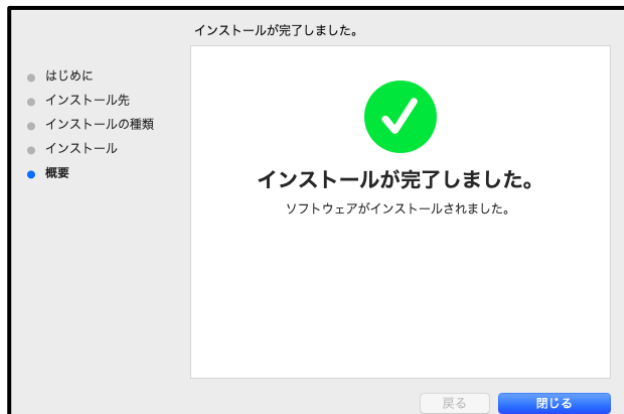 インストールが完了しました。
はじめに
インストール先
インストールの種類
インストール
概要
インストールが完了しました。
ソフトウェアがインストールされました。
戻る
閉じる